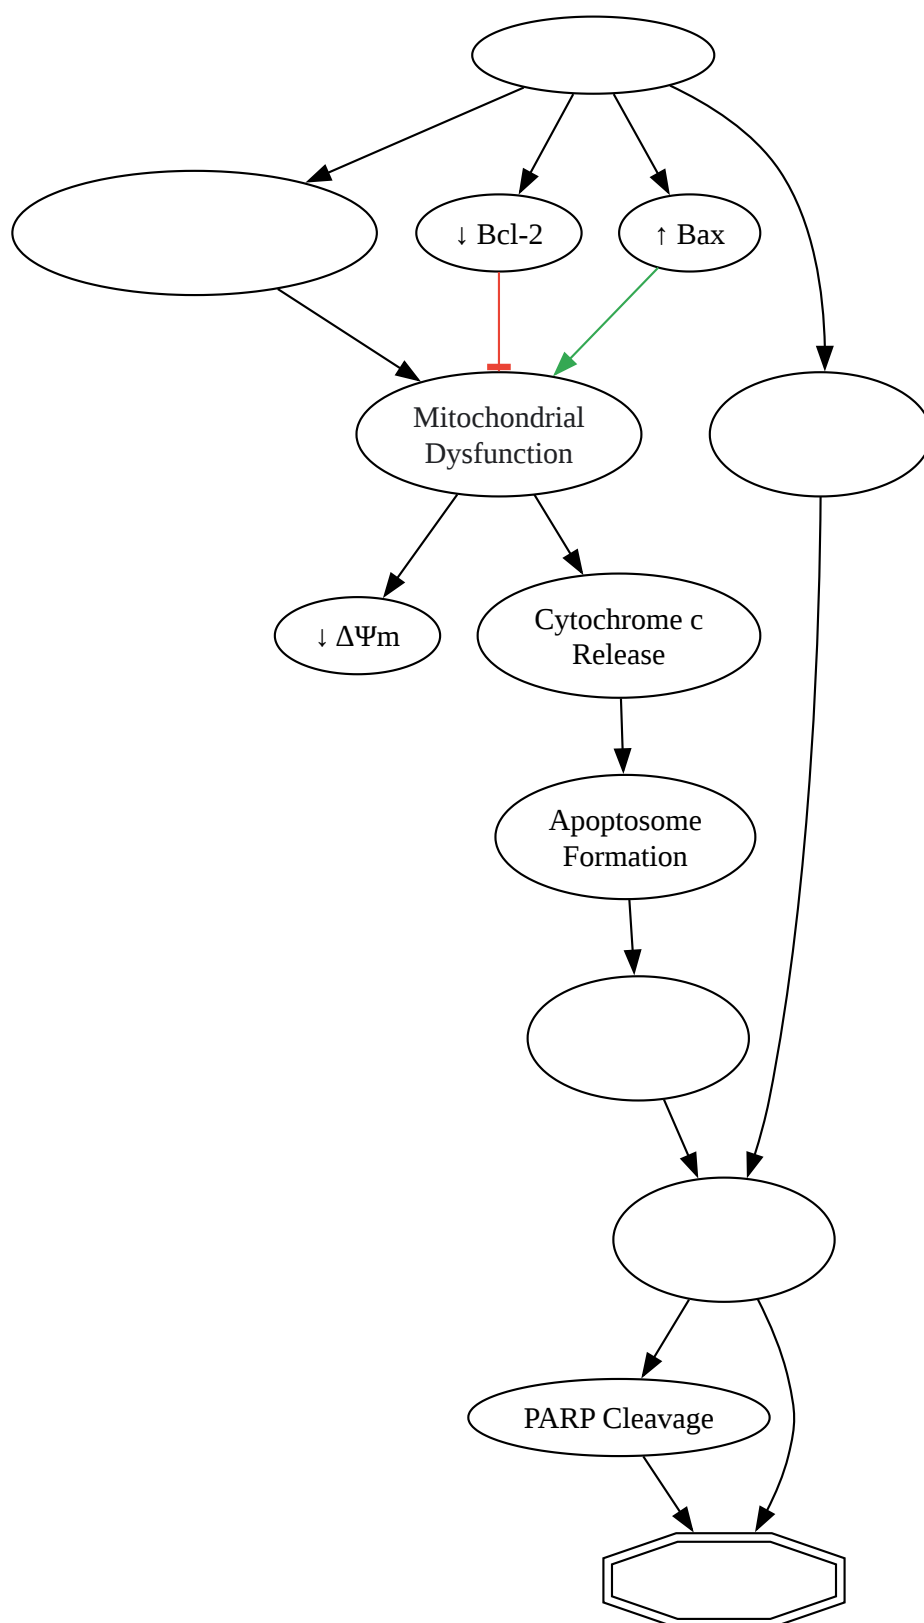 ↓ Bcl-2
↑ Bax
Mitochondrial
Dysfunction
↓ ΔΨm
Cytochrome c
Release
Apoptosome
Formation
PARP Cleavage